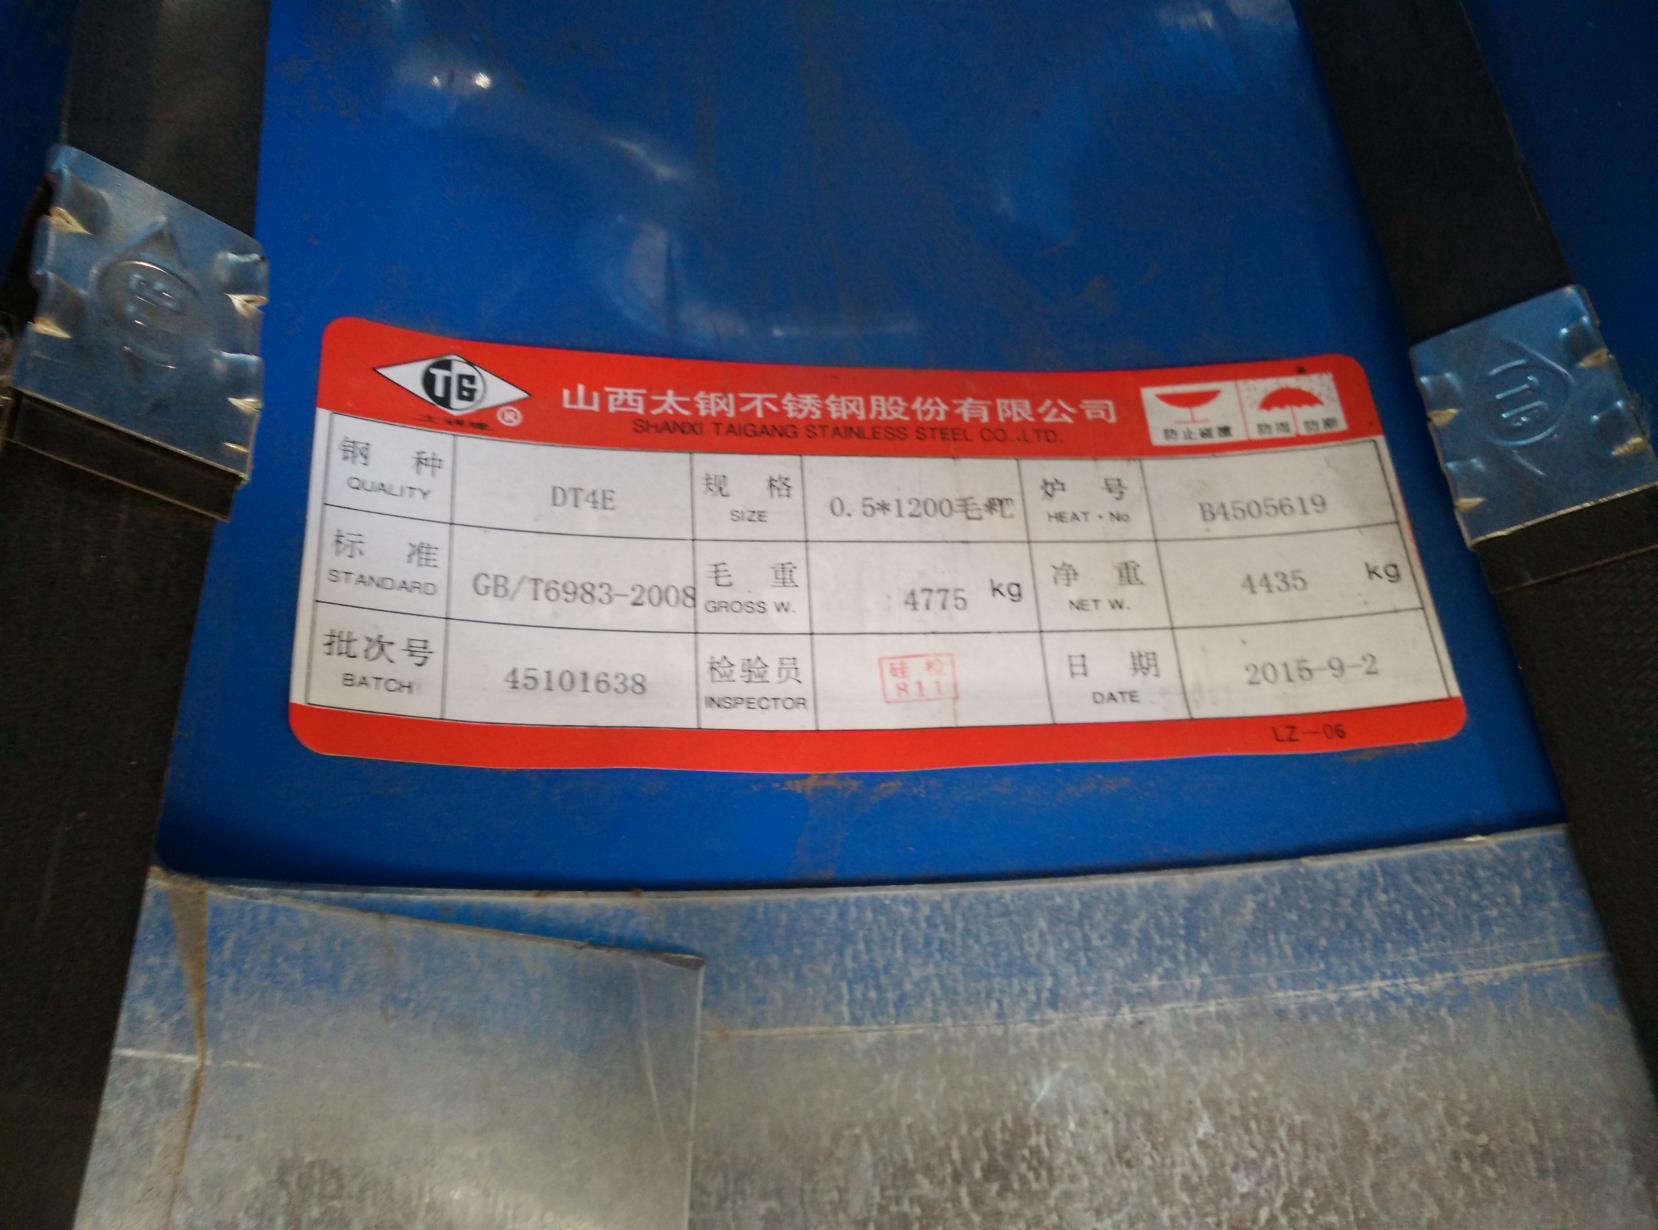 TG
®
山西太钢不锈钢股份有限公司
SHANXI TAIGANG STAINLESS STEEL CO.,LTD.
防止碰撞 防雨 防潮
钢 种 DT4E 规 格 0.5*1200毛* 炉 号 B4505619
QUALITY SIZE HEAT·No
标 准 GB/T6983-2008 毛 重 4775 kg 净 重 4435 kg
STANDARD GROSS W. NET W.
批次号 45101638 检验员 硅检 日 期 2015-9-2
BATCH INSPECTOR 811 DATE
LZ-06